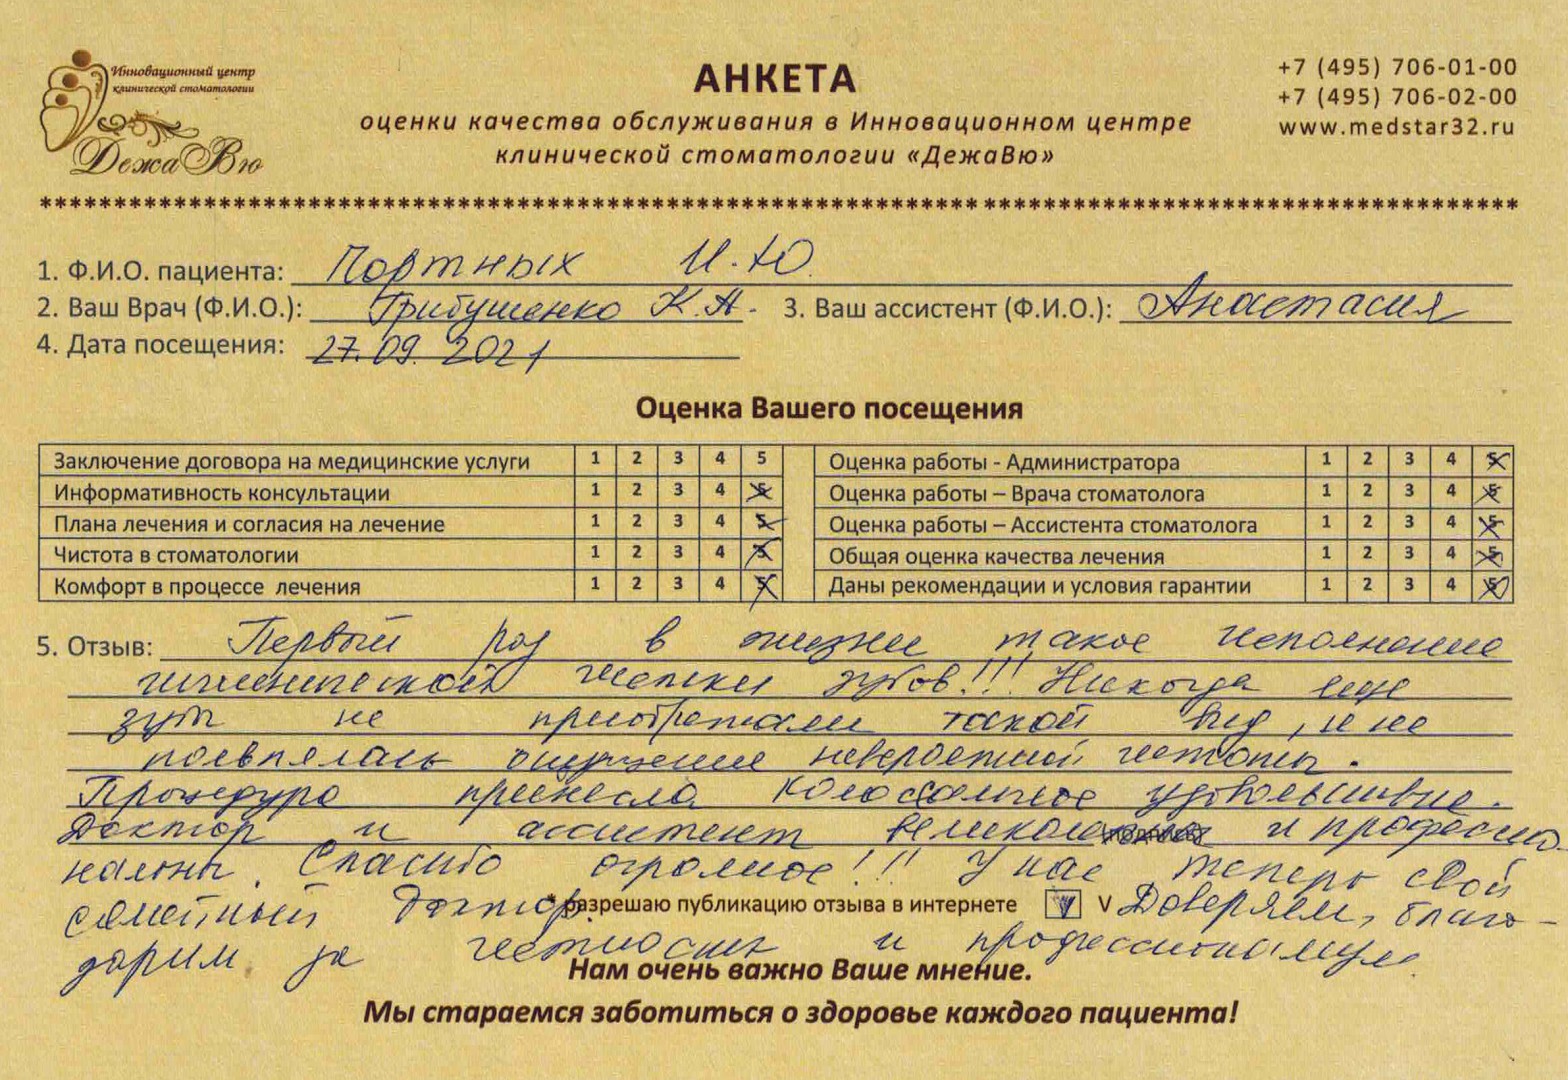 Инновационный центр
клинической стоматологии
ДежаВю
АНКЕТА
оценки качества обслуживания в Инновационном центре
клинической стоматологии «ДежаВю»
+7 (495) 706-01-00
+7 (495) 706-02-00
www.medstar32.ru
************************************************************
1. Ф.И.О. пациента: Портных И.Ю.
2. Ваш Врач (Ф.И.О.): Грибушенко К.А. 3. Ваш ассистент (Ф.И.О.): Анастасия
4. Дата посещения: 27.09.2021
Оценка Вашего посещения
Заключение договора на медицинские услуги 1 2 3 4 5 Оценка работы - Администратора 1 2 3 4 5
Информативность консультации 1 2 3 4 5 Оценка работы – Врача стоматолога 1 2 3 4 5
Плана лечения и согласия на лечение 1 2 3 4 5 Оценка работы – Ассистента стоматолога 1 2 3 4 5
Чистота в стоматологии 1 2 3 4 5 Общая оценка качества лечения 1 2 3 4 5
Комфорт в процессе лечения 1 2 3 4 5 Даны рекомендации и условия гарантии 1 2 3 4 5
5. Отзыв: Первый раз в жизни такое исполнение
гигиенической чистки зубов!!! Никогда еще
зубы не приобретали такой вид, и не
появлялась ощущение невероятной чистоты.
Процедура принесла колоссальное удовольствие.
Доктор и ассистент великолепны и профессио-
нальны. Спасибо огромное!!! У нас теперь свой
семейный доктор. Доверяем, благо-
* разрешаю публикацию отзыва в интернете V
дарим за честность и профессионализм.
Нам очень важно Ваше мнение.
Мы стараемся заботиться о здоровье каждого пациента!